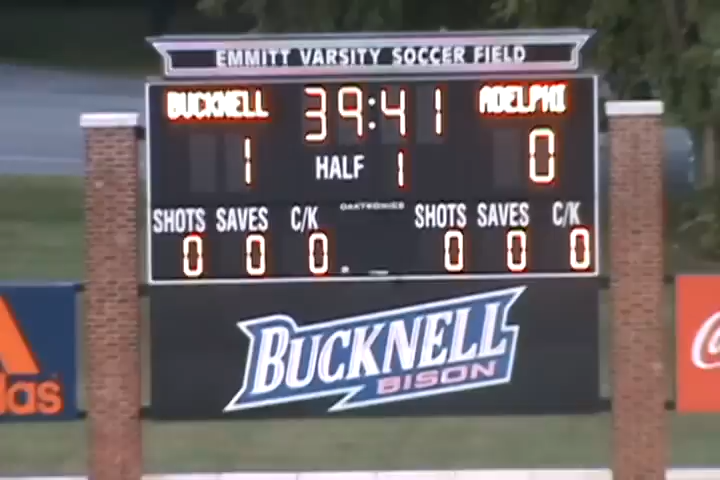 EMMITT VARSITY SOCCER FIELD
BUCKNELL 39:41 ADELPHI
1 HALF 1 0
DAKTRONICS
SHOTS SAVES C/K SHOTS SAVES C/K
0 0 0 0 0 0
BUCKNELL
BISON
das